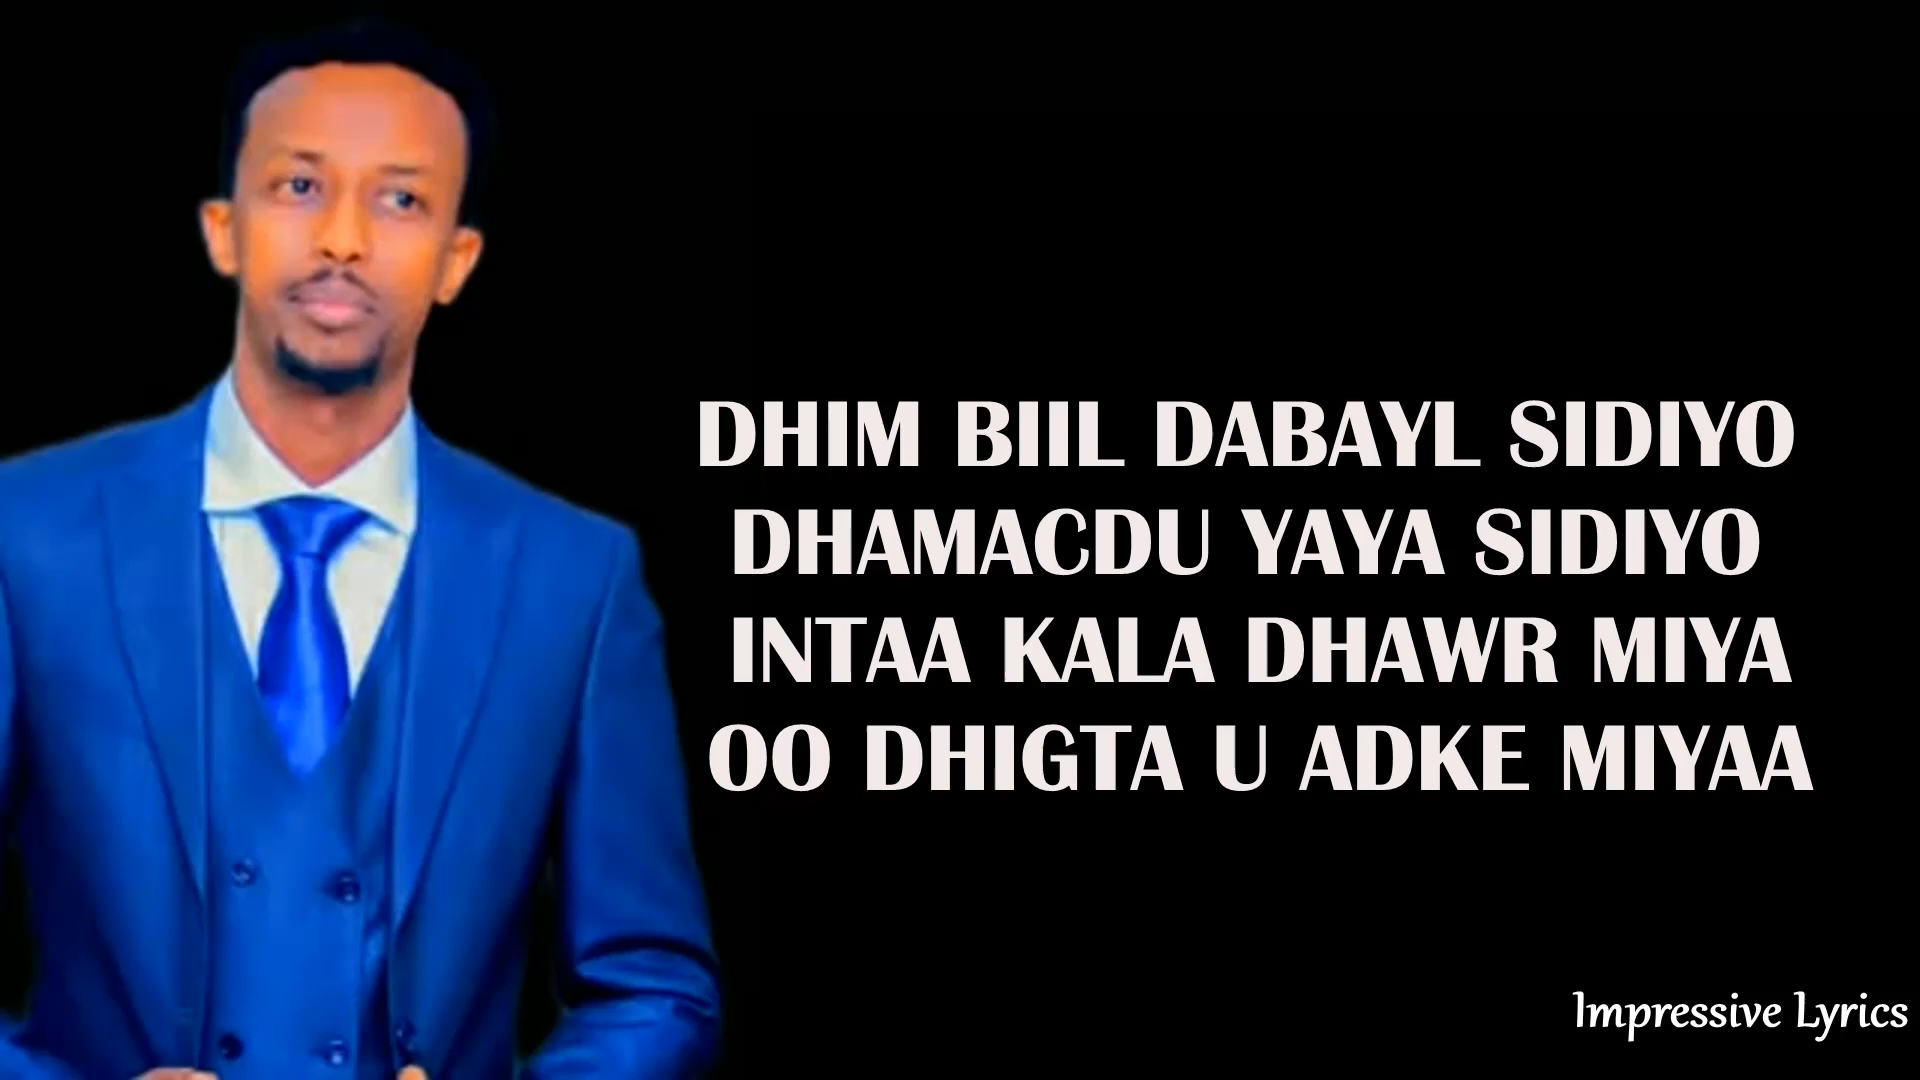 DHIM BIIL DABAYL SIDIYO
DHAMACDU YAYA SIDIYO
INTAA KALA DHAWR MIYA
OO DHIGTA U ADKE MIYAA
Impressive Lyrics